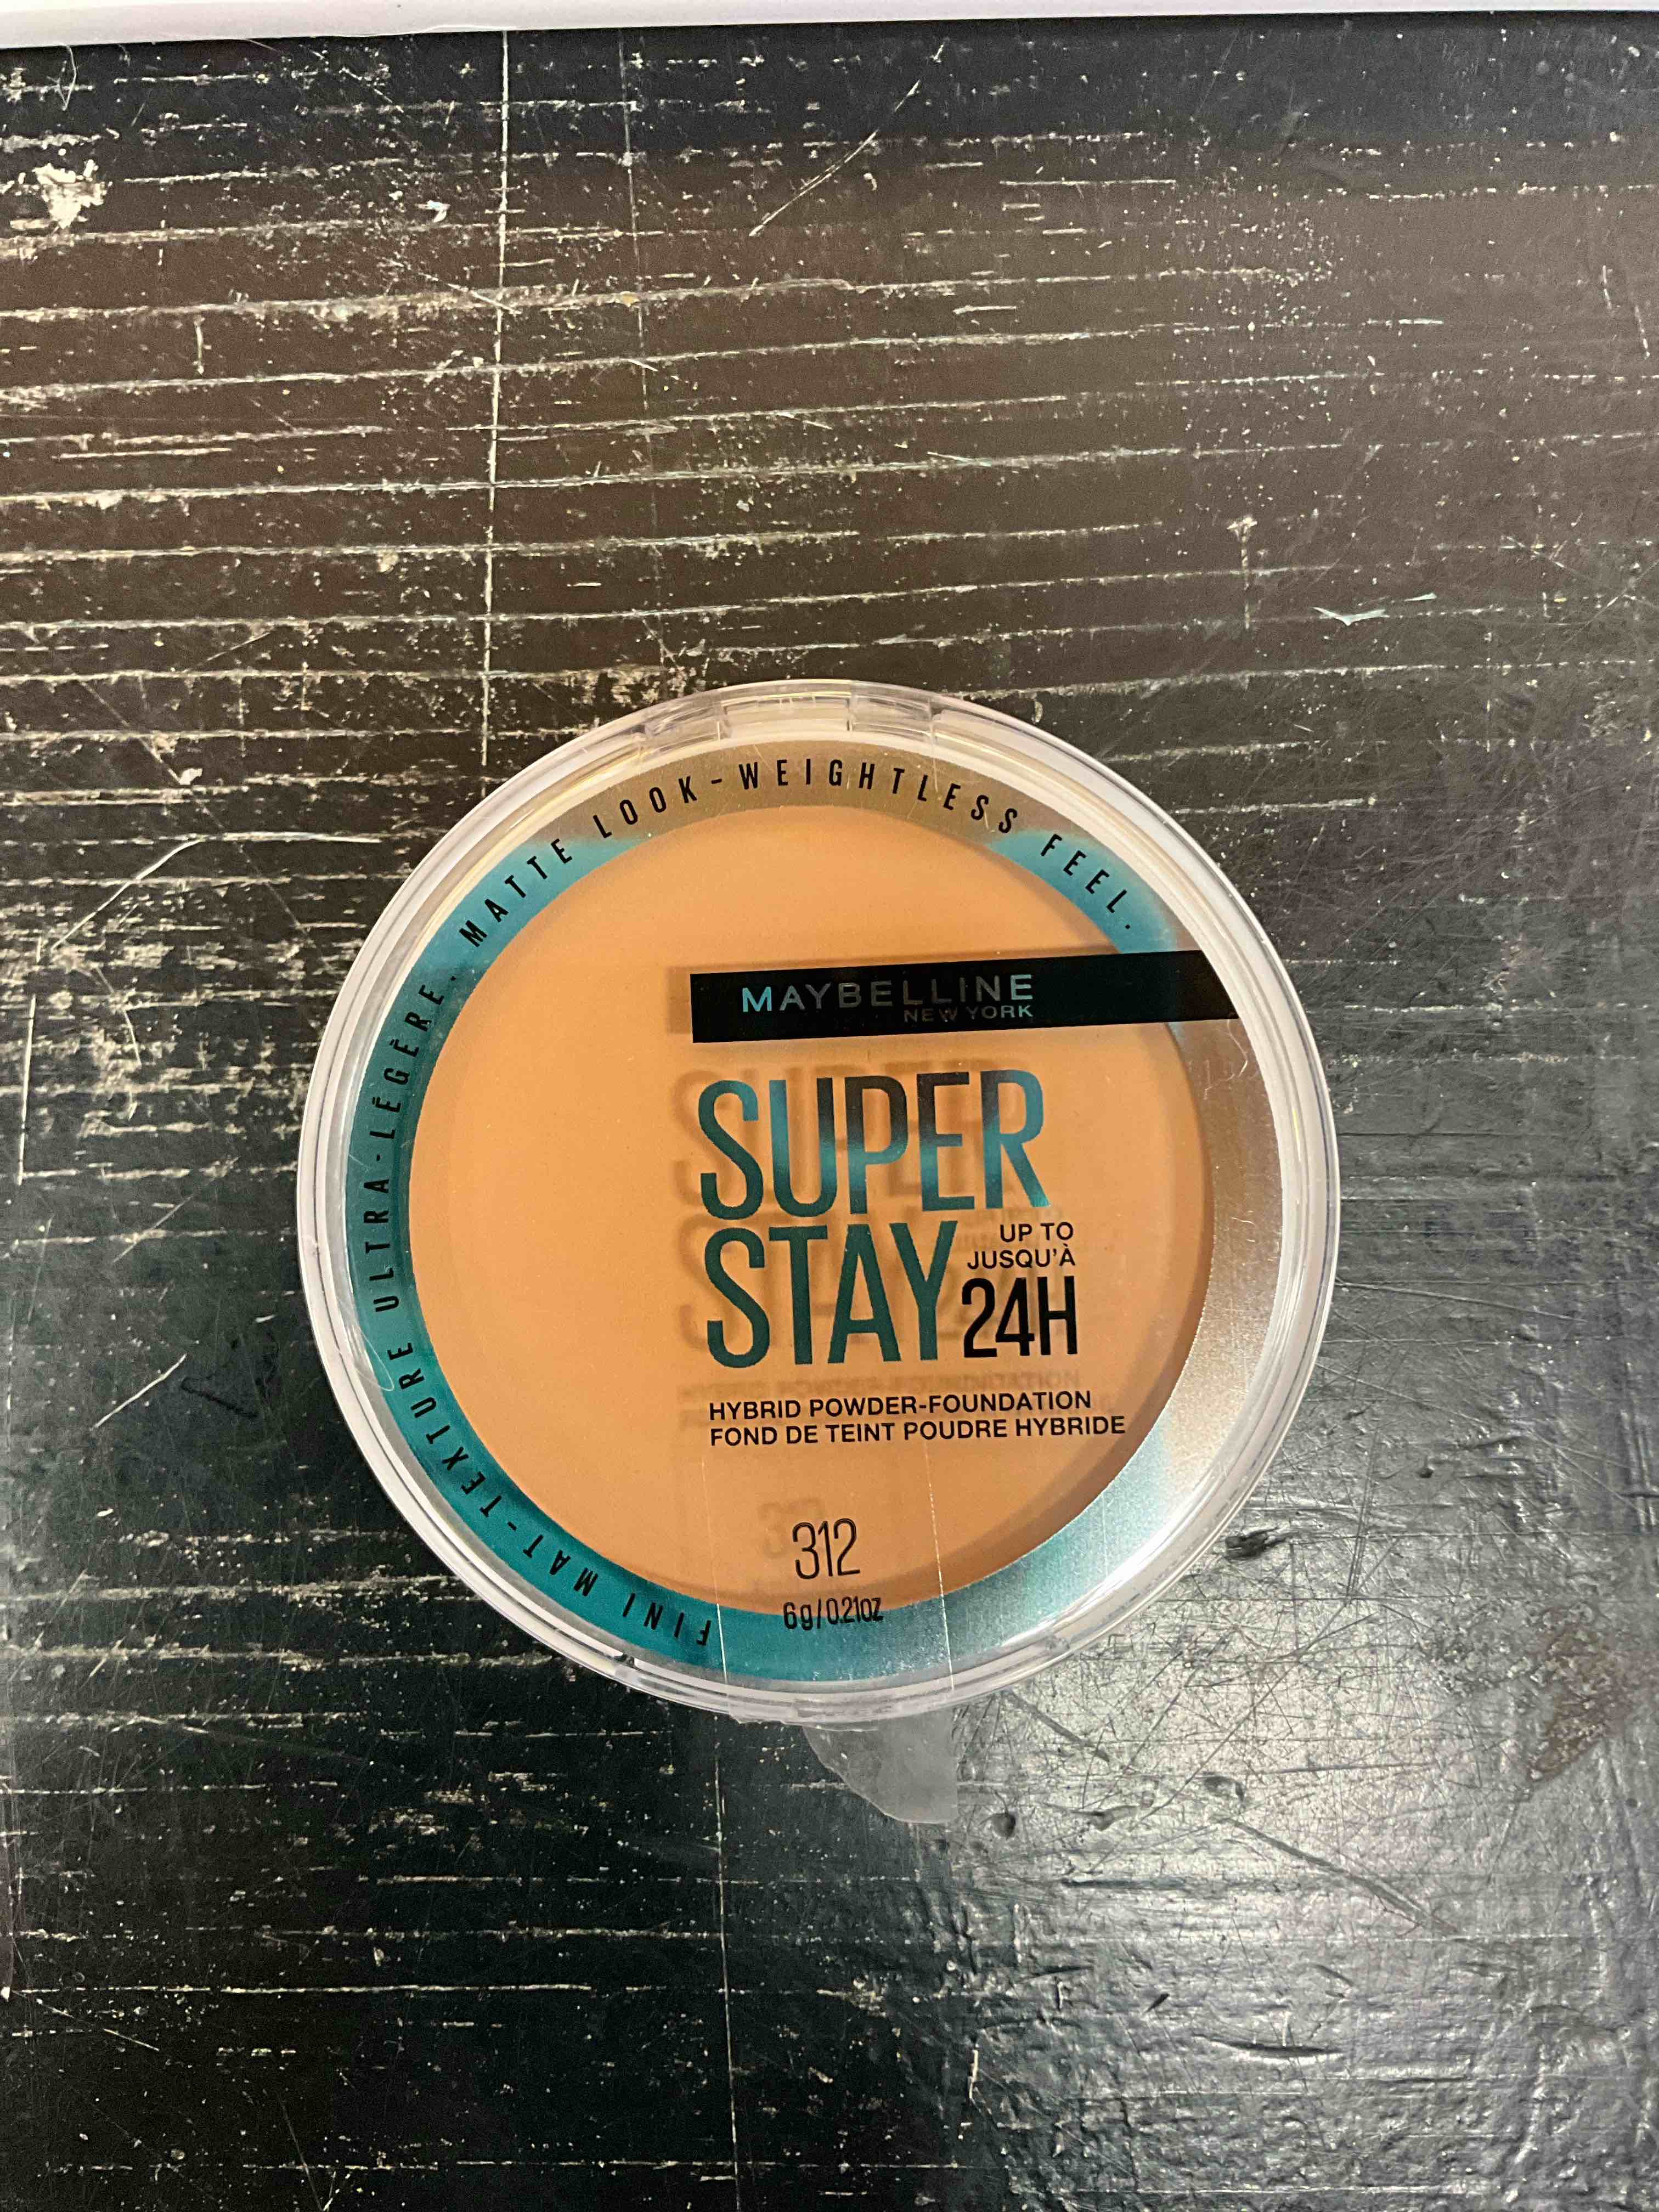 MATTE LOOK-WEIGHTLESS FEEL.
FINI MAT-TEXTURE ULTRA-LÉGÈRE.
MAYBELLINE
NEW YORK
SUPER
STAY
UP TO
JUSQU'À
24H
HYBRID POWDER-FOUNDATION
FOND DE TEINT POUDRE HYBRIDE
312
6g/0.21oz